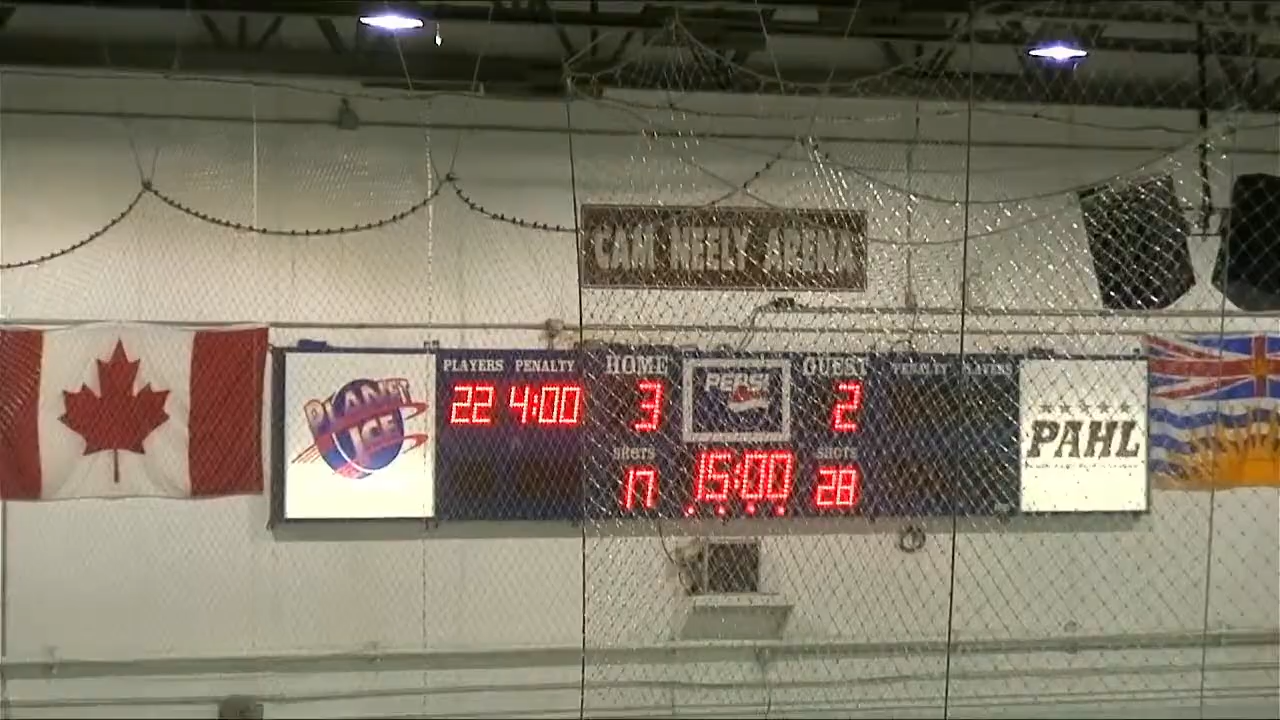 CAM NEELY ARENA
PLAYERS PENALTY HOME PEPSI GUEST PENALTY PLAYERS
22 4:00 3 2
PLANET
ICE
PAHL
SHOTS SHOTS
17 15:00 28